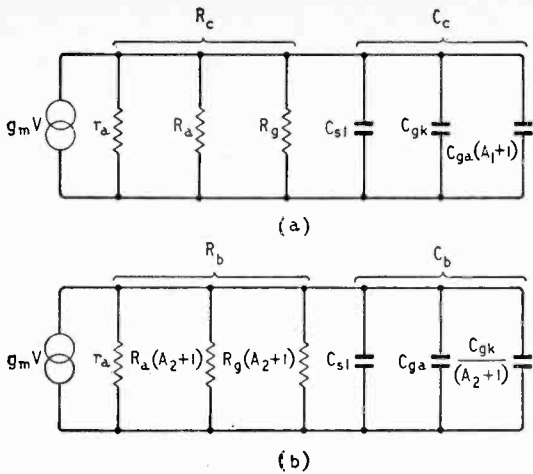 R_c C_c
g_mV r_a R_a R_g C_s1 C_gk C_ga(A_1+1)
(a)
R_b C_b
g_mV r_a R_a(A_2+1) R_g(A_2+1) C_s1 C_ga C_gk/(A_2+1)
(b)